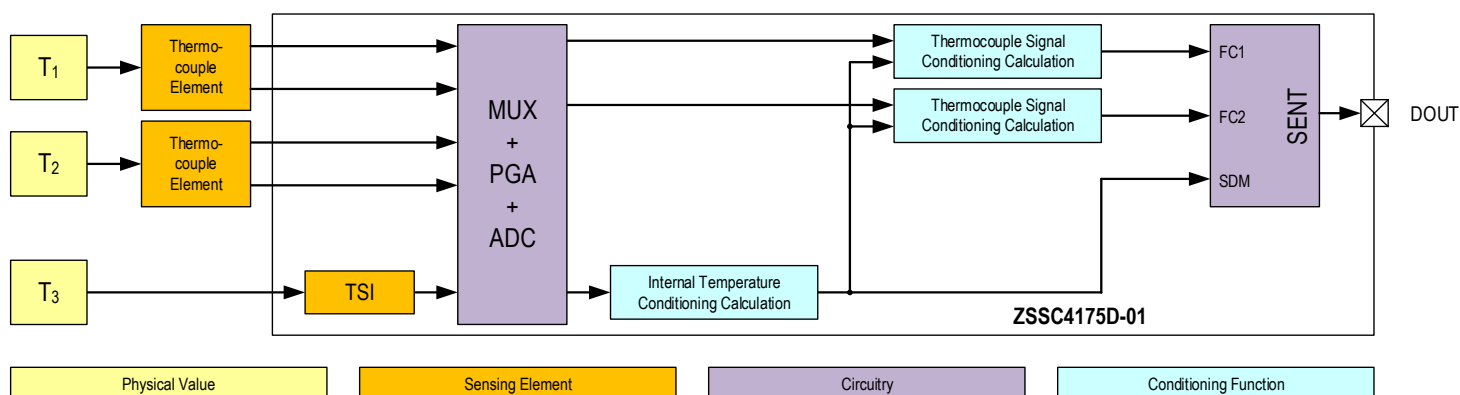 T1
Thermo-
couple
Element
T2
Thermo-
couple
Element
T3
TSI
MUX
+
PGA
+
ADC
Internal Temperature
Conditioning Calculation
Thermocouple Signal
Conditioning Calculation
Thermocouple Signal
Conditioning Calculation
FC1
FC2
SDM
SENT
DOUT
ZSSC4175D-01
Physical Value
Sensing Element
Circuitry
Conditioning Function